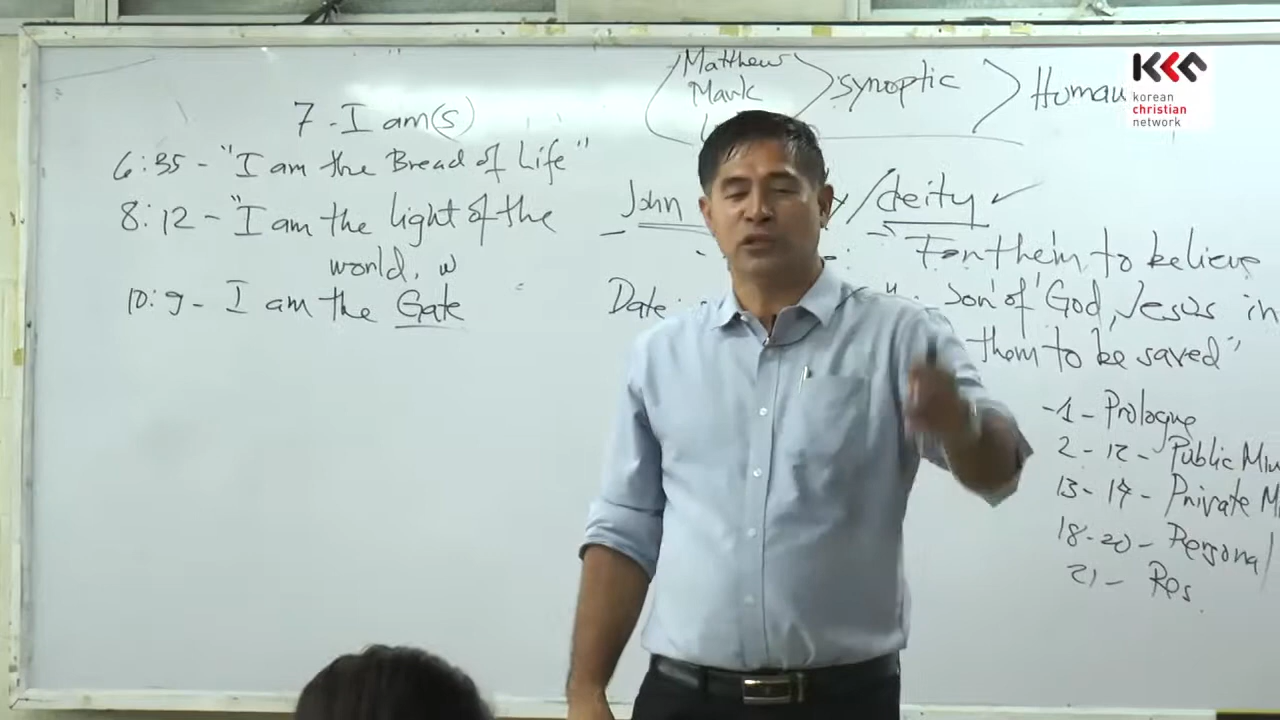 7 - I am(s)
6:35 - "I am the Bread of Life"
8:12 - "I am the light of the
world, w
10:9 - I am the Gate
Matthew
Mark
synoptic
Human
John
/deity ✓
For them to believe
Date:
Son of God, Jesus in
them to be saved"
-1 - Prologue
2 - 12 - Public Min
13 - 17 - Private M
18-20 - Personal
21 - Res
KCN
korean
christian
network